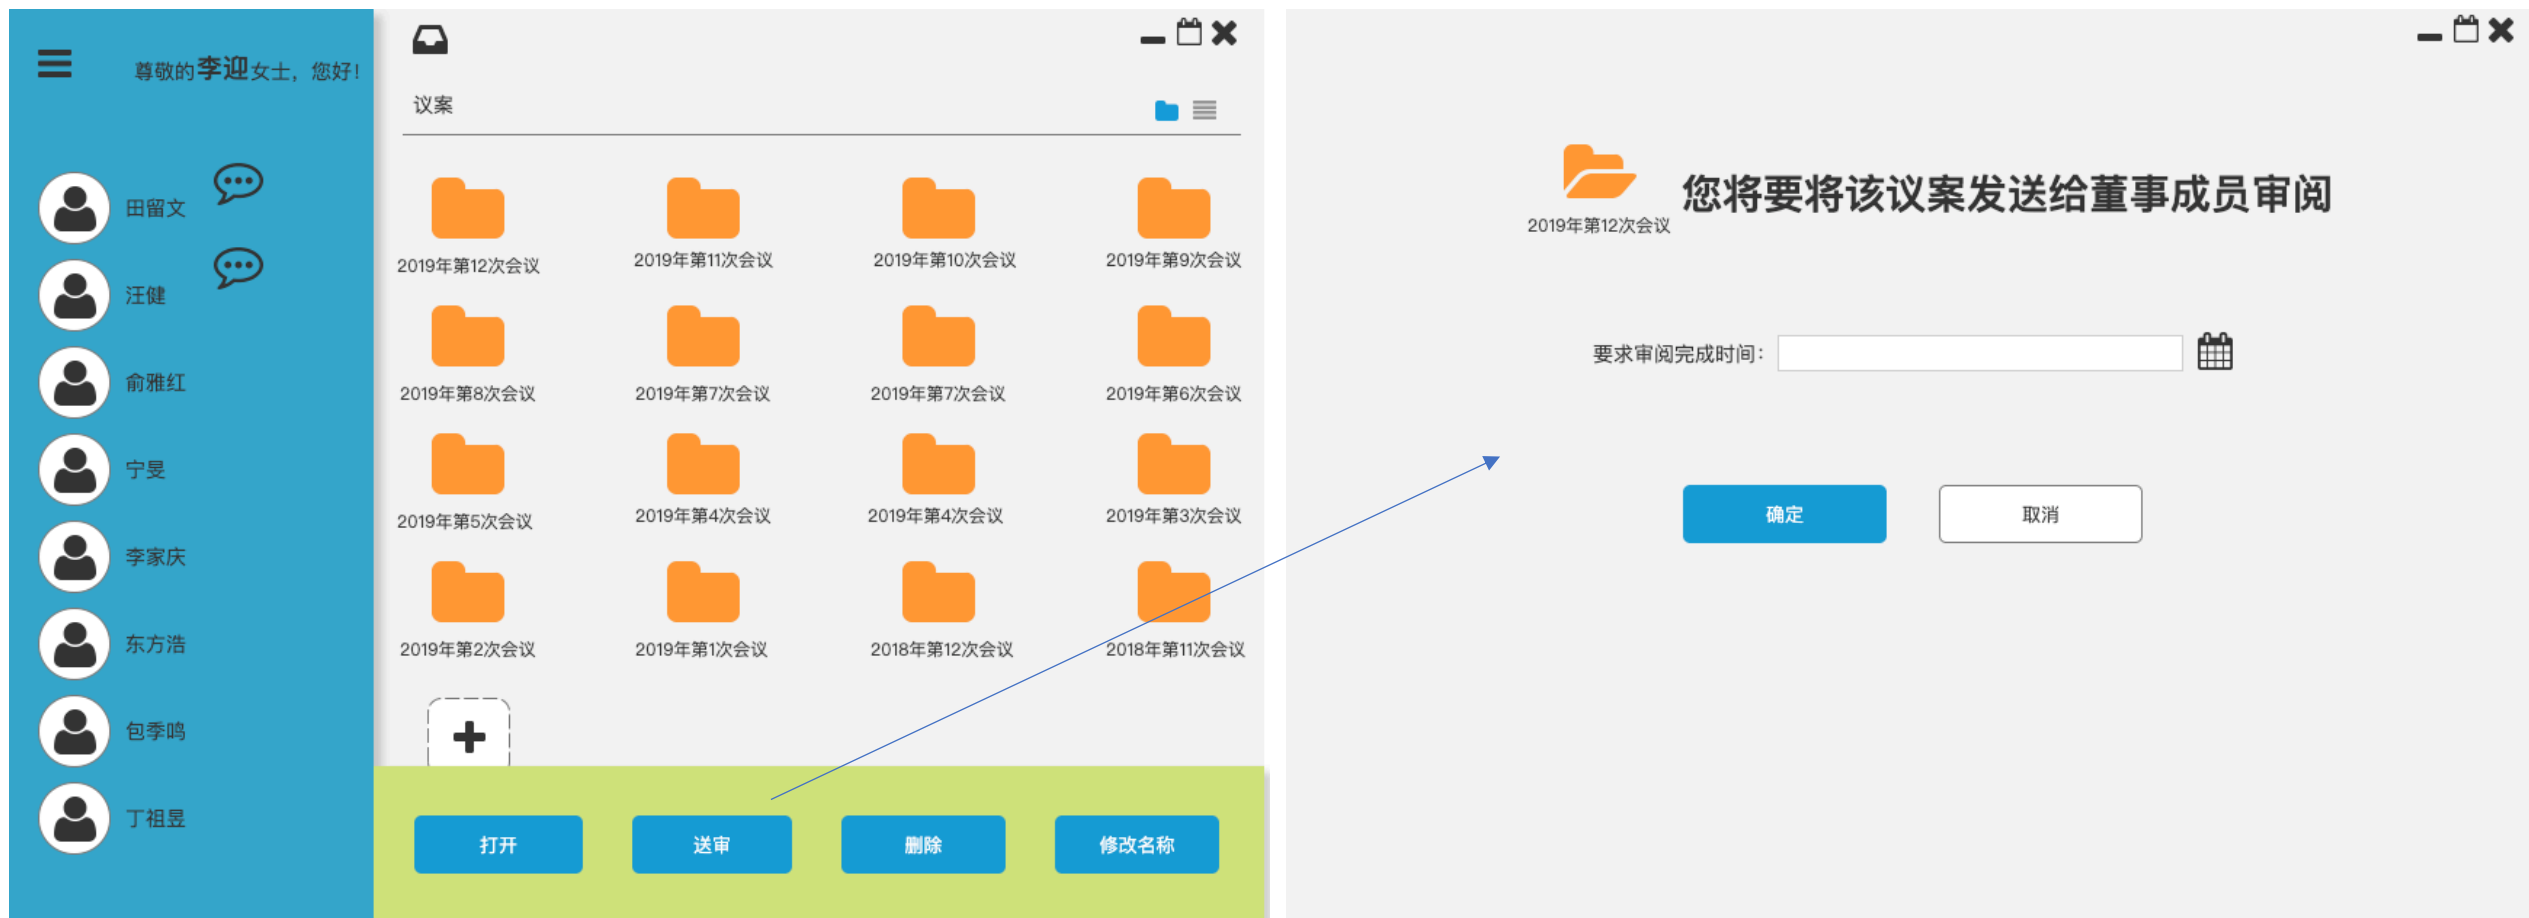 尊敬的李迎女士，您好！
田留文
汪健
俞雅红
宁旻
李家庆
东方浩
包季鸣
丁祖昱
议案
2019年第12次会议
2019年第11次会议
2019年第10次会议
2019年第9次会议
2019年第8次会议
2019年第7次会议
2019年第7次会议
2019年第6次会议
2019年第5次会议
2019年第4次会议
2019年第4次会议
2019年第3次会议
2019年第2次会议
2019年第1次会议
2018年第12次会议
2018年第11次会议
打开
送审
删除
修改名称
2019年第12次会议
您将要将该议案发送给董事成员审阅
要求审阅完成时间：
确定
取消